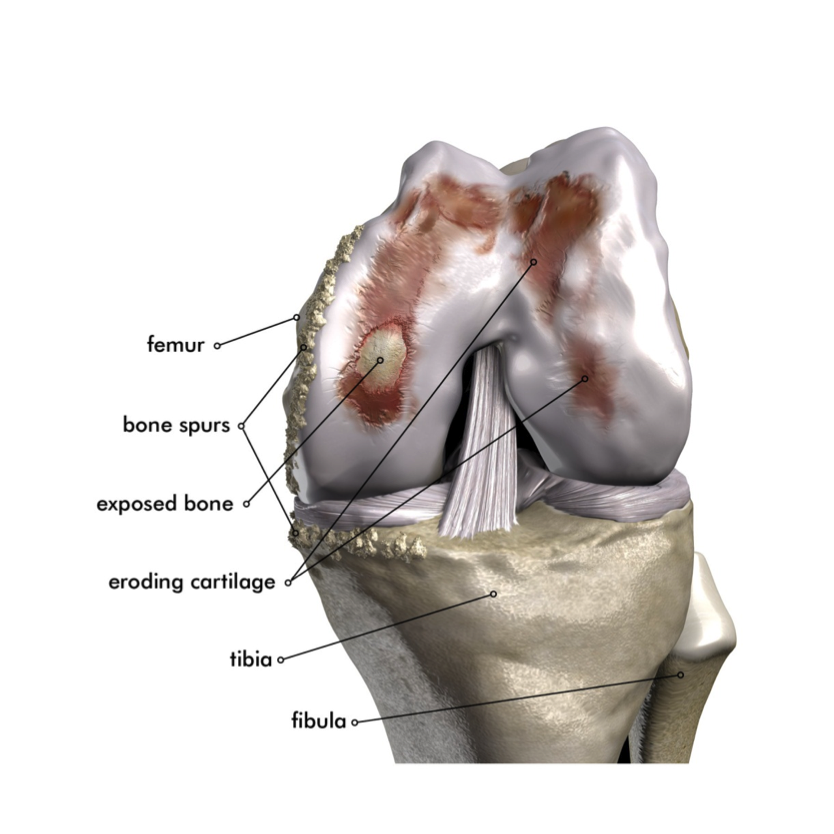 femur
bone spurs
exposed bone
eroding cartilage
tibia
fibula